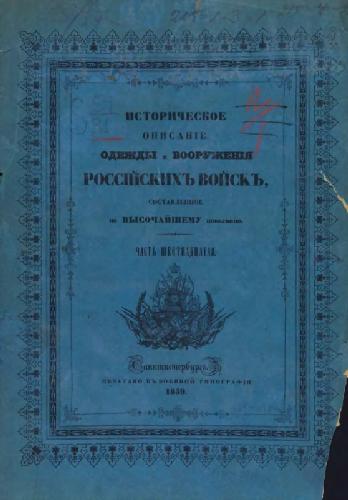 ИСТОРИЧЕСКОЕ
ОПИСАНІЕ
ОДЕЖДЫ и ВООРУЖЕНІЯ
РОССІЙСКИХЪ ВОЙСКЪ,
СОСТАВЛЕННОЕ
по ВЫСОЧАЙШЕМУ повелѣнію.
ЧАСТЬ ШЕСТНАДЦАТАЯ.
Санктпетербургъ.
ПЕЧАТАНО ВЪ ВОЕННОЙ ТИПОГРАФІИ
1859.